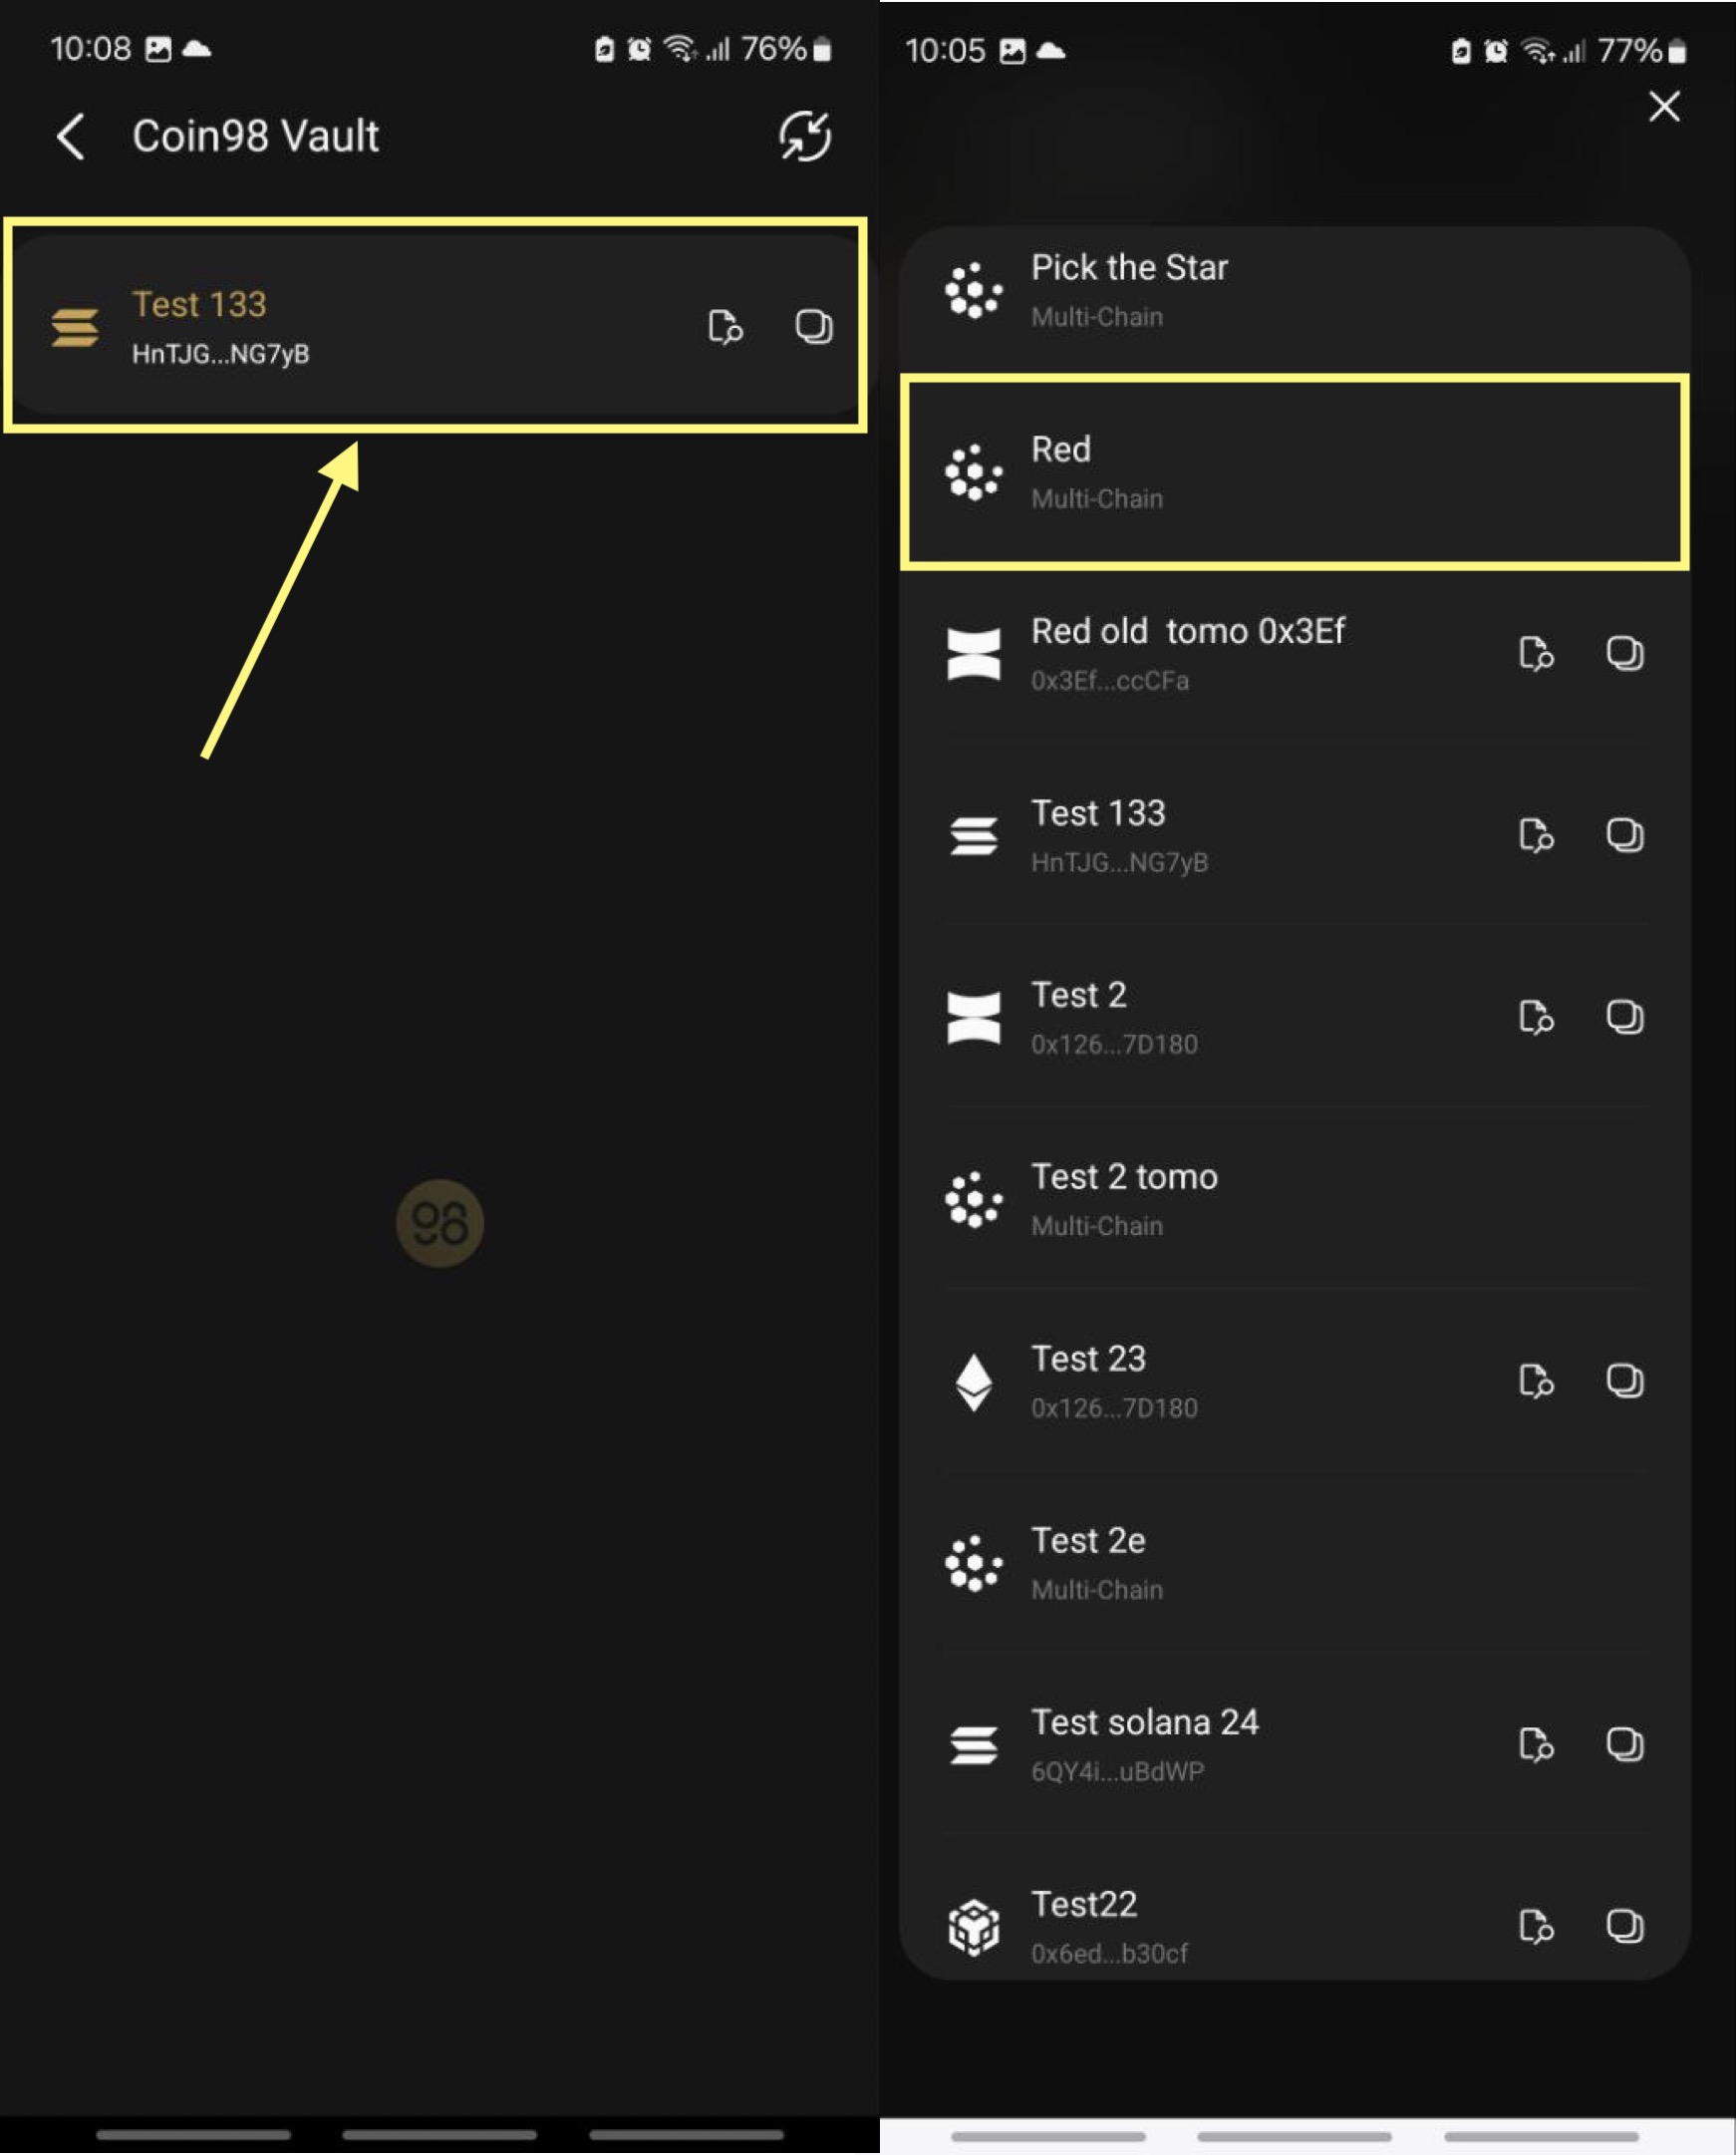 10:08
76%
Coin98 Vault
Test 133
HnTJG...NG7yB
98
10:05
77%
Pick the Star
Multi-Chain
Red
Multi-Chain
Red old  tomo 0x3Ef
0x3Ef...ccCFa
Test 133
HnTJG...NG7yB
Test 2
0x126...7D180
Test 2 tomo
Multi-Chain
Test 23
0x126...7D180
Test 2e
Multi-Chain
Test solana 24
6QY4i...uBdWP
Test22
0x6ed...b30cf